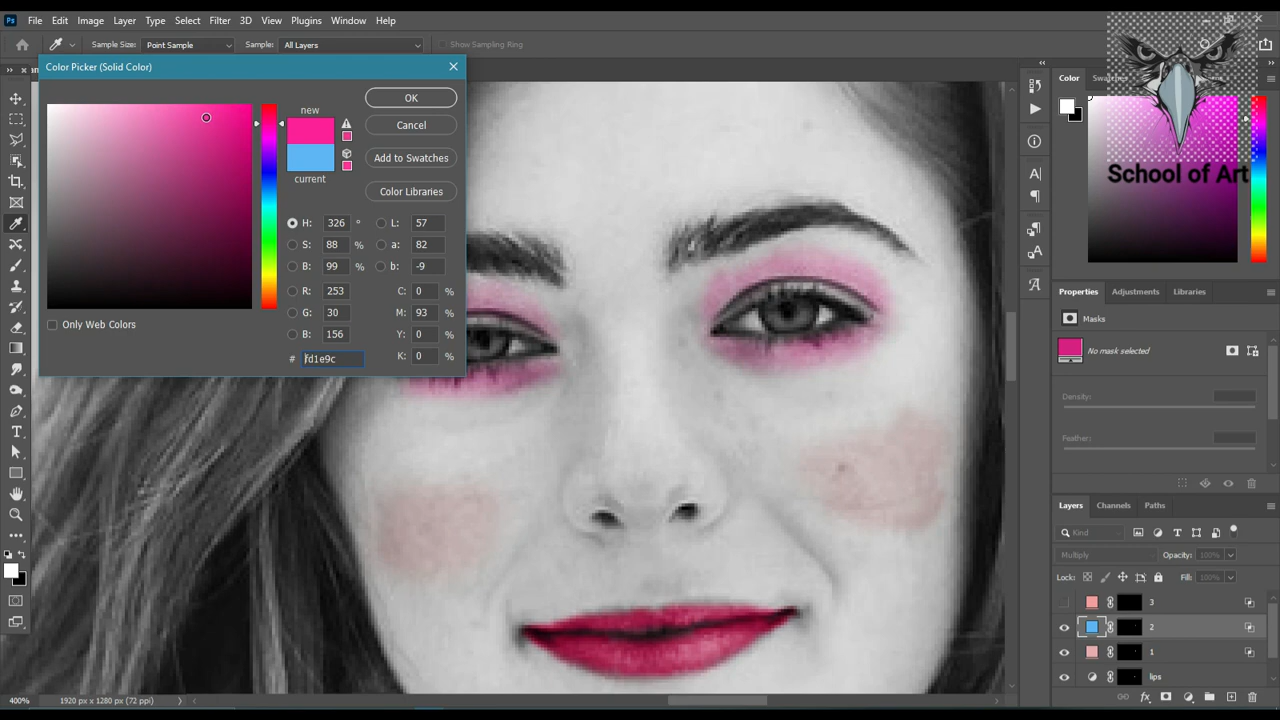 Ps File Edit Image Layer Type Select Filter 3D View Plugins Window Help
Sample Size: Point Sample Sample: All Layers Show Sampling Ring
Color Picker (Solid Color)
new
current
OK
Cancel
Add to Swatches
Color Libraries
H: 326 ° L: 57
S: 88 % a: 82
B: 99 % b: -9
R: 253 C: 0 %
G: 30 M: 93 %
B: 156 Y: 0 %
# fd1e9c K: 0 %
Only Web Colors
Color Swatches
School of Art
Properties Adjustments Libraries
Masks
No mask selected
Density:
Feather:
Layers Channels Paths
Kind
Multiply Opacity: 100%
Lock: Fill: 100%
3
2
1
lips
400% 1920 px x 1280 px (72 ppi)